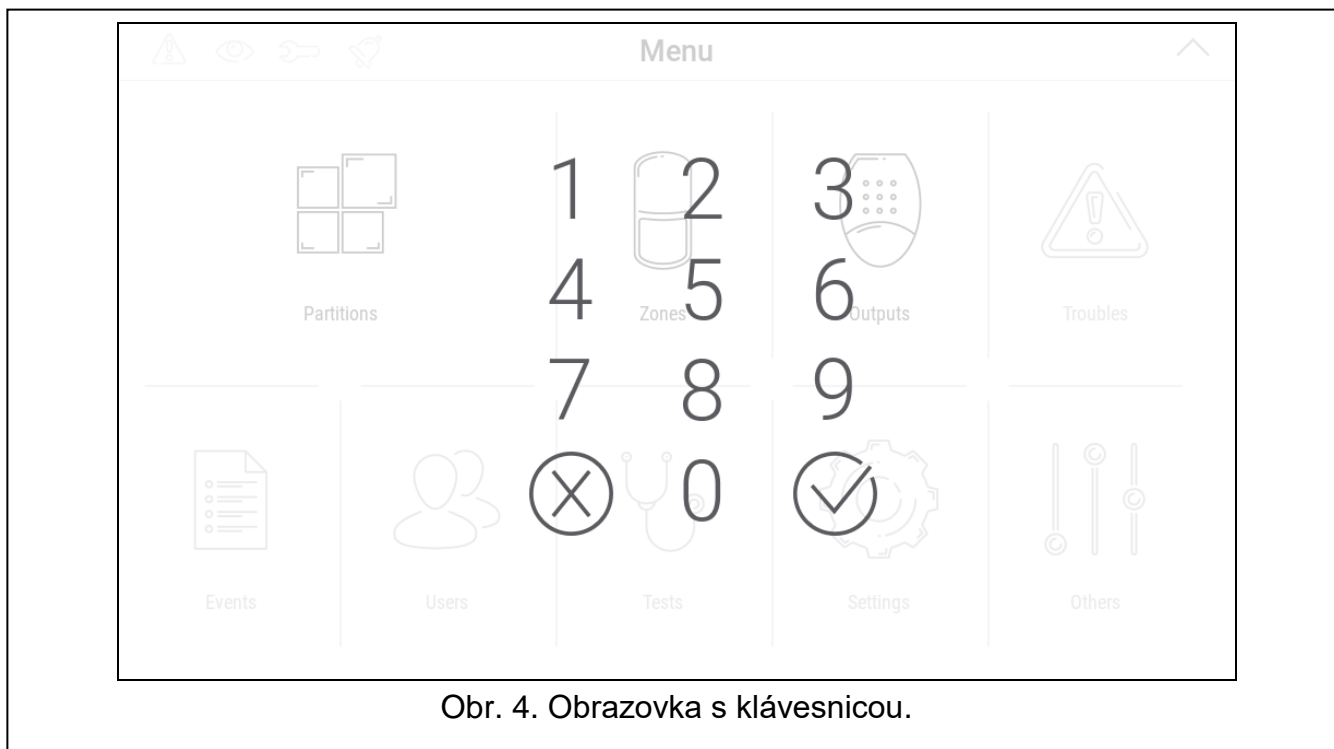 Menu
1 2 3
Partitions Zones Outputs Troubles
4 5 6
7 8 9
0
Events Users Tests Settings Others
Obr. 4. Obrazovka s klávesnicou.